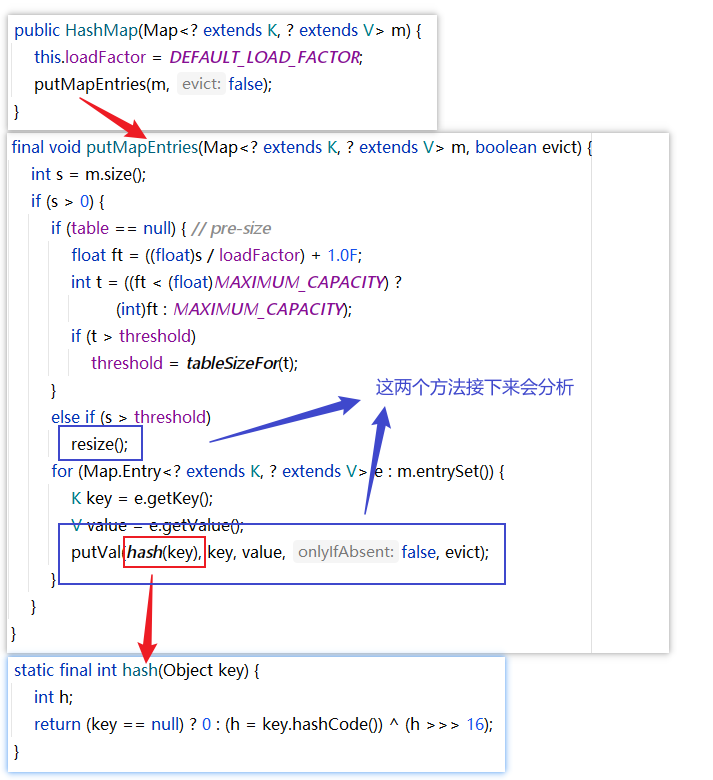 public HashMap(Map<? extends K, ? extends V> m) {
this.loadFactor = DEFAULT_LOAD_FACTOR;
putMapEntries(m, evict: false);
}
final void putMapEntries(Map<? extends K, ? extends V> m, boolean evict) {
int s = m.size();
if (s > 0) {
if (table == null) { // pre-size
float ft = ((float)s / loadFactor) + 1.0F;
int t = ((ft < (float)MAXIMUM_CAPACITY) ?
(int)ft : MAXIMUM_CAPACITY);
if (t > threshold)
threshold = tableSizeFor(t);
}
这两个方法接下来会分析
else if (s > threshold)
resize();
for (Map.Entry<? extends K, ? extends V> e : m.entrySet()) {
K key = e.getKey();
V value = e.getValue();
putVal(hash(key), key, value, onlyIfAbsent: false, evict);
}
}
}
static final int hash(Object key) {
int h;
return (key == null) ? 0 : (h = key.hashCode()) ^ (h >>> 16);
}